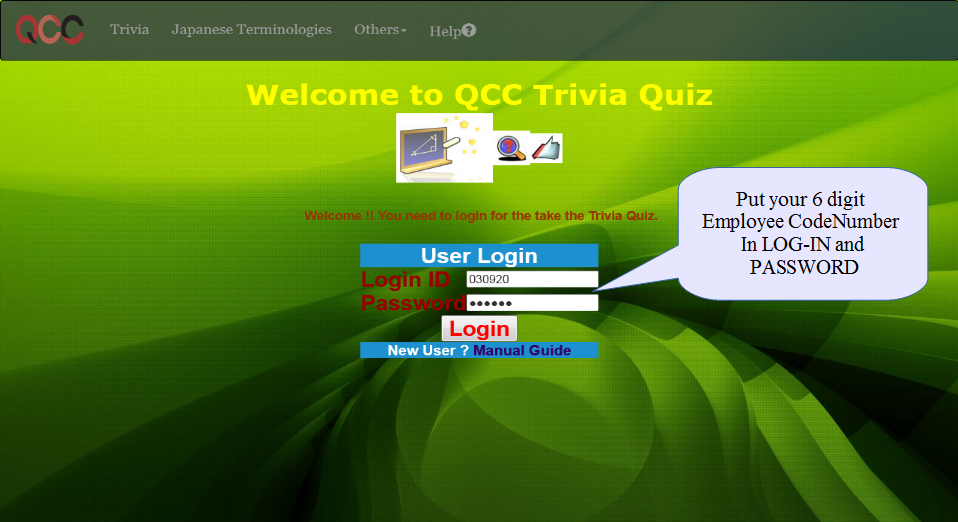 QCC Trivia Japanese Terminologies Others Help?
Welcome to QCC Trivia Quiz
?
Welcome !! You need to login for the take the Trivia Quiz.
Put your 6 digit
Employee CodeNumber
In LOG-IN and
PASSWORD
User Login
Login ID 030920
Password ••••••
Login
New User ? Manual Guide